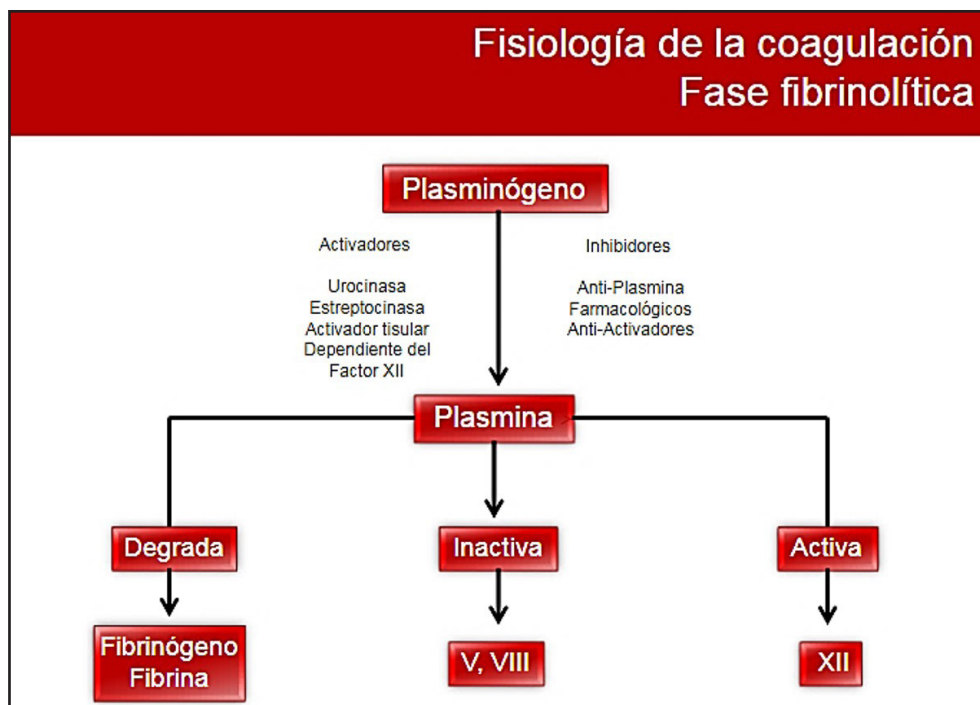 Fisiología de la coagulación
Fase fibrinolítica
Plasminógeno
Activadores
Urocinasa
Estreptocinasa
Activador tisular
Dependiente del
Factor XII
Inhibidores
Anti-Plasmina
Farmacológicos
Anti-Activadores
Plasmina
Degrada
Inactiva
Activa
Fibrinógeno
Fibrina
V, VIII
XII